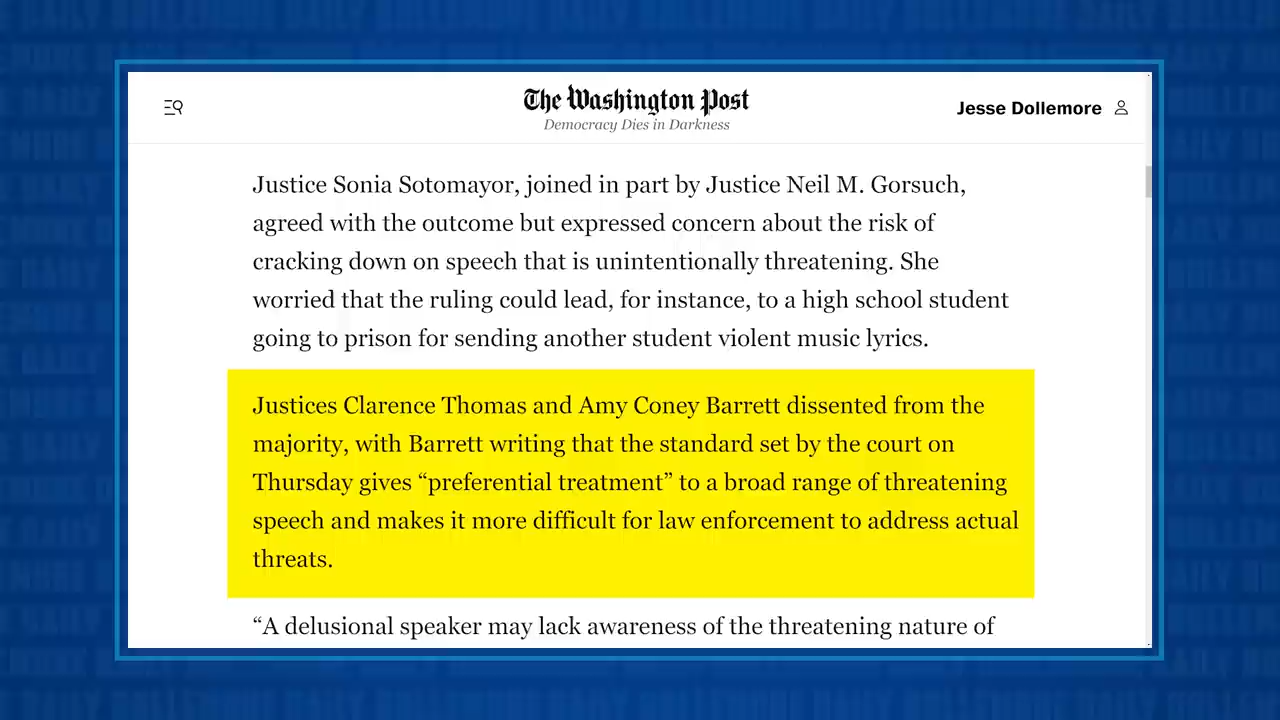 The Washington Post
Democracy Dies in Darkness
Jesse Dollemore
Justice Sonia Sotomayor, joined in part by Justice Neil M. Gorsuch,
agreed with the outcome but expressed concern about the risk of
cracking down on speech that is unintentionally threatening. She
worried that the ruling could lead, for instance, to a high school student
going to prison for sending another student violent music lyrics.
Justices Clarence Thomas and Amy Coney Barrett dissented from the
majority, with Barrett writing that the standard set by the court on
Thursday gives “preferential treatment” to a broad range of threatening
speech and makes it more difficult for law enforcement to address actual
threats.
“A delusional speaker may lack awareness of the threatening nature of